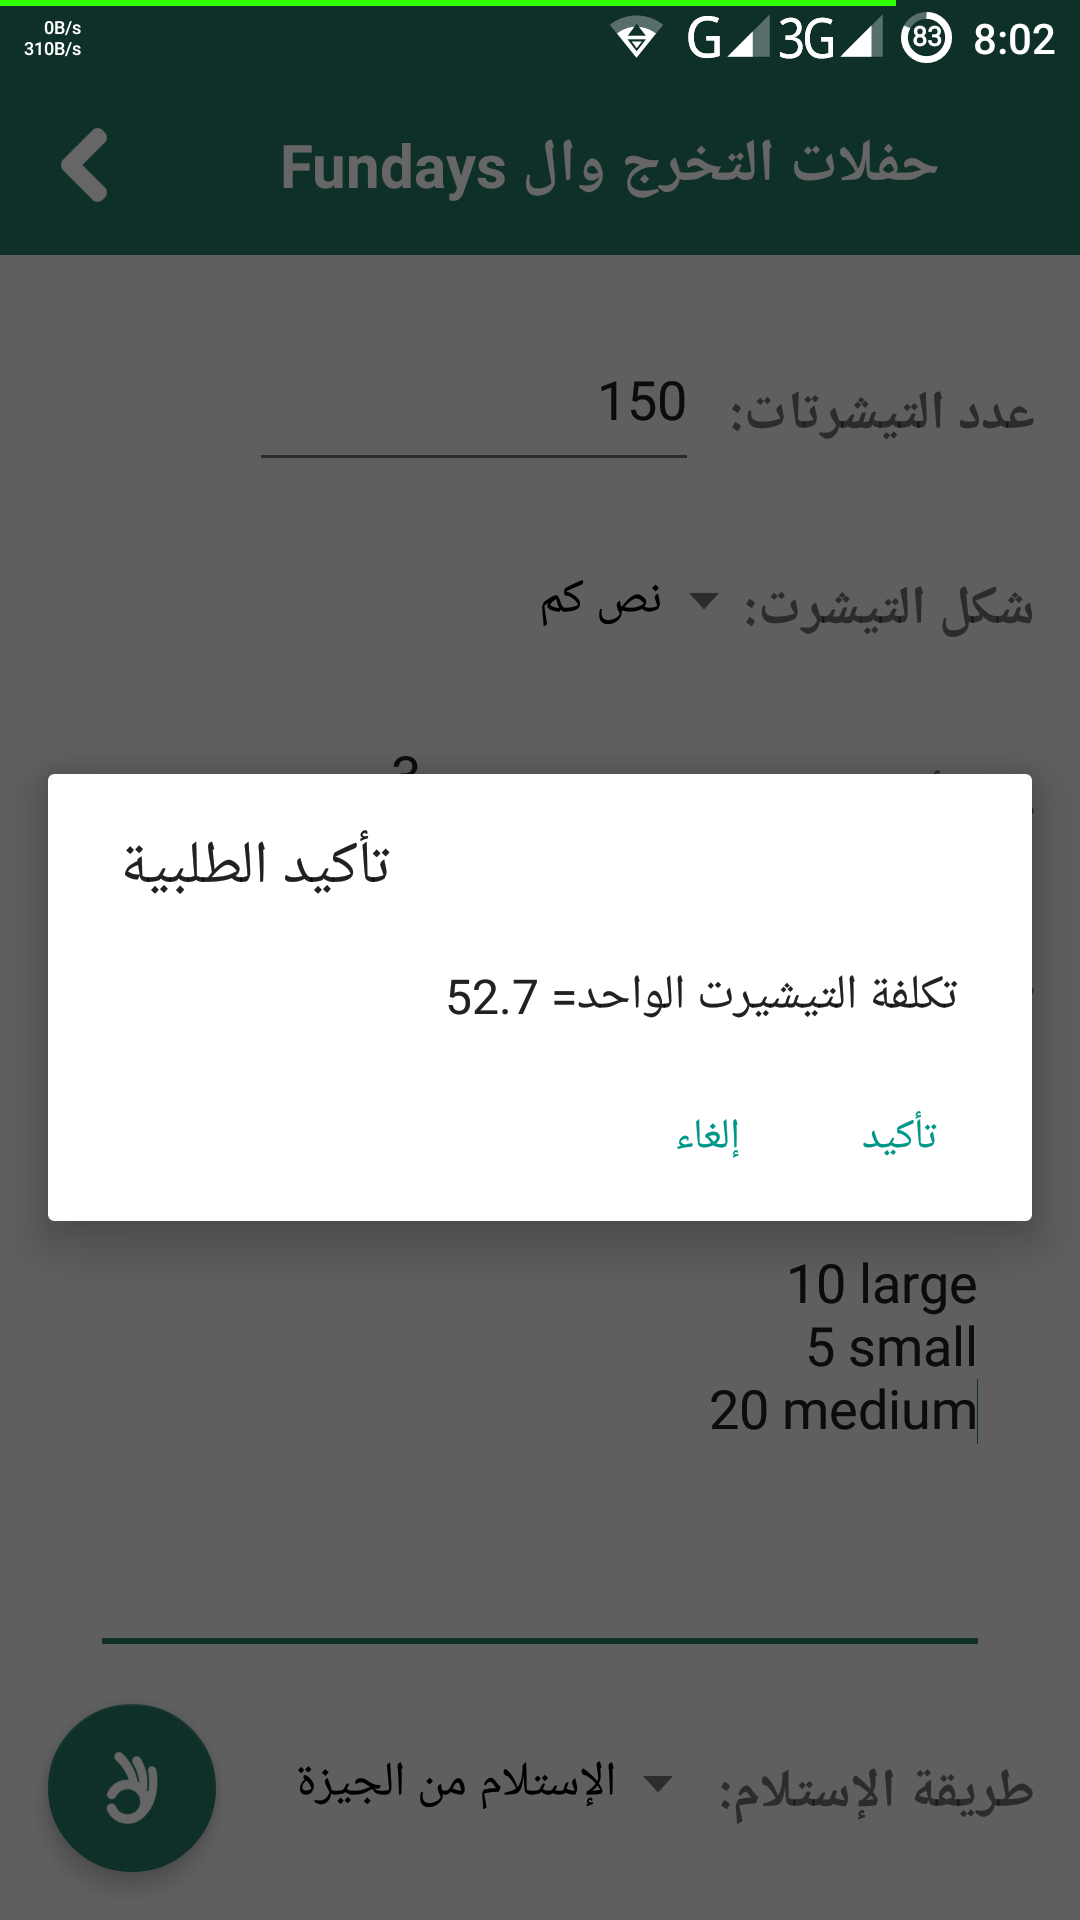 0B/s
310B/s
G 3G 83 8:02
حفلات التخرج وال Fundays
عدد التيشرتات: 150
شكل التيشرت: نص كم
3
تأكيد الطلبية
تكلفة التيشيرت الواحد= 52.7
تأكيد إلغاء
10 large
5 small
20 medium
طريقة الإستلام: الإستلام من الجيزة